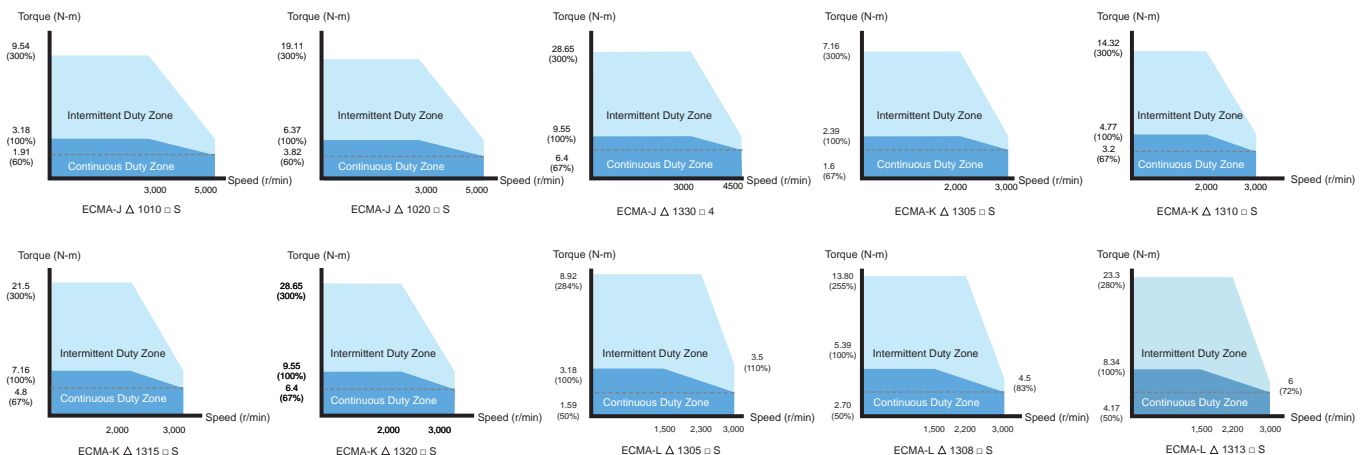 Torque (N-m)
9.54
(300%)
3.18
(100%)
1.91
(60%)
Intermittent Duty Zone
Continuous Duty Zone
3,000
5,000
Speed (r/min)
ECMA-J △ 1010 □ S
Torque (N-m)
19.11
(300%)
6.37
(100%)
3.82
(60%)
Intermittent Duty Zone
Continuous Duty Zone
3,000
5,000
Speed (r/min)
ECMA-J △ 1020 □ S
Torque (N-m)
28.65
(300%)
9.55
(100%)
6.4
(67%)
Intermittent Duty Zone
Continuous Duty Zone
3000
4500
Speed (r/min)
ECMA-J △ 1330 □ 4
Torque (N-m)
7.16
(300%)
2.39
(100%)
1.6
(67%)
Intermittent Duty Zone
Continuous Duty Zone
2,000
3,000
Speed (r/min)
ECMA-K △ 1305 □ S
Torque (N-m)
14.32
(300%)
4.77
(100%)
3.2
(67%)
Intermittent Duty Zone
Continuous Duty Zone
2,000
3,000
Speed (r/min)
ECMA-K △ 1310 □ S
Torque (N-m)
21.5
(300%)
7.16
(100%)
4.8
(67%)
Intermittent Duty Zone
Continuous Duty Zone
2,000
3,000
Speed (r/min)
ECMA-K △ 1315 □ S
Torque (N-m)
28.65
(300%)
9.55
(100%)
6.4
(67%)
Intermittent Duty Zone
Continuous Duty Zone
2,000
3,000
Speed (r/min)
ECMA-K △ 1320 □ S
Torque (N-m)
8.92
(284%)
3.18
(100%)
1.59
(50%)
Intermittent Duty Zone
Continuous Duty Zone
3.5
(110%)
1,500
2,300
3,000
Speed (r/min)
ECMA-L △ 1305 □ S
Torque (N-m)
13.80
(255%)
5.39
(100%)
2.70
(50%)
Intermittent Duty Zone
Continuous Duty Zone
4.5
(83%)
1,500
2,200
3,000
Speed (r/min)
ECMA-L △ 1308 □ S
Torque (N-m)
23.3
(280%)
8.34
(100%)
4.17
(50%)
Intermittent Duty Zone
Continuous Duty Zone
6
(72%)
1,500
2,200
3,000
Speed (r/min)
ECMA-L △ 1313 □ S